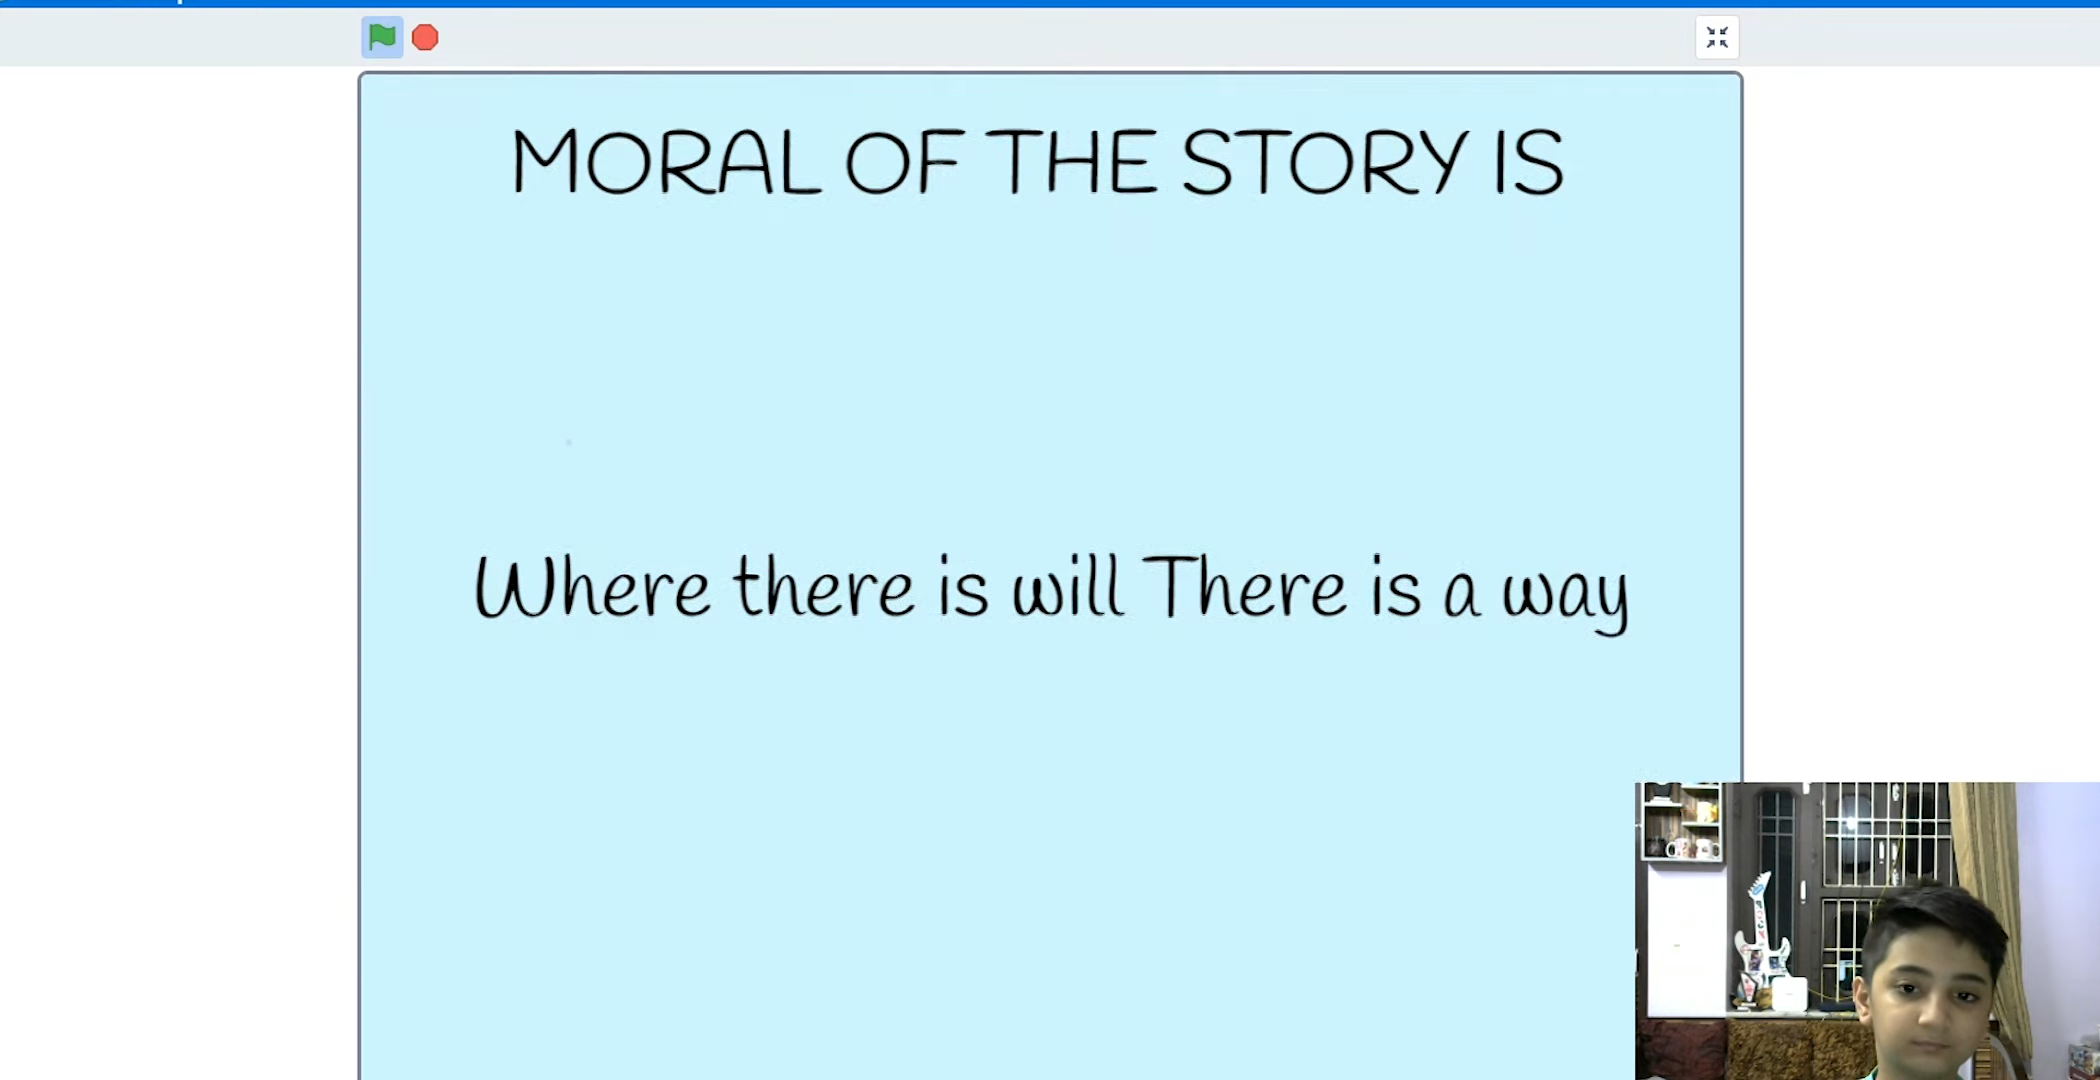 MORAL OF THE STORY IS
Where there is will There is a way